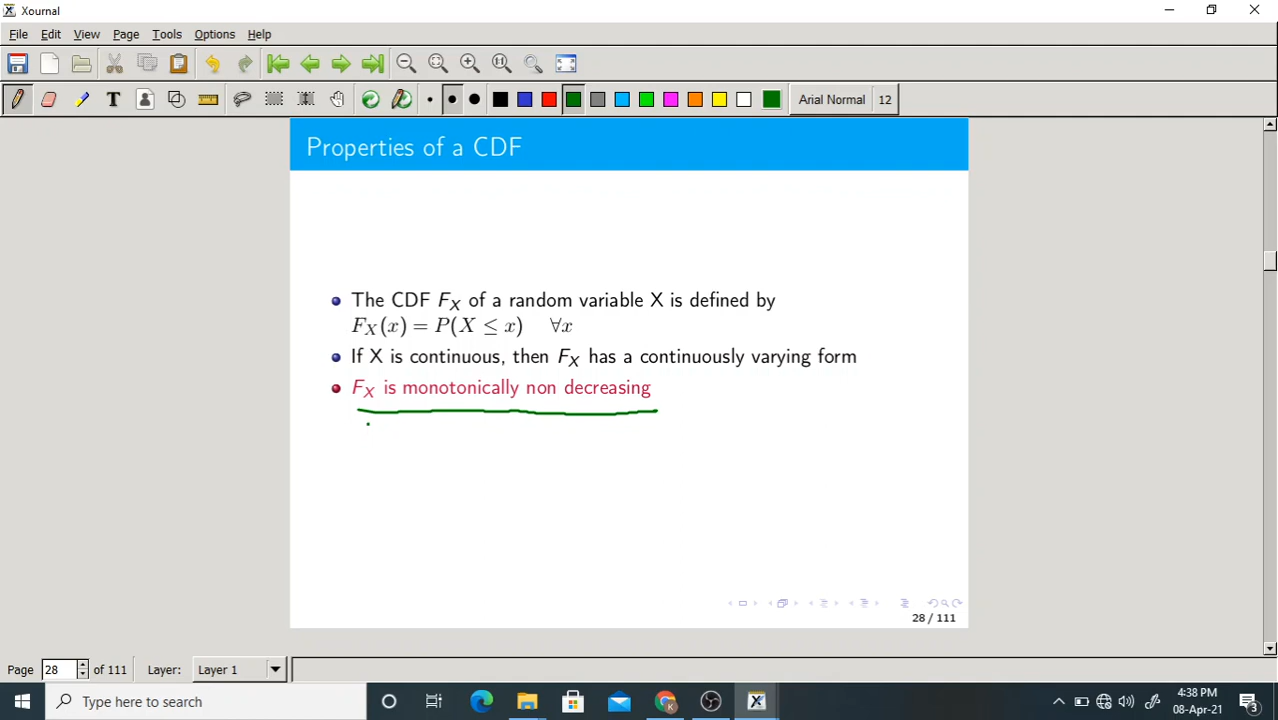 Xournal
File Edit View Page Tools Options Help
Arial Normal 12
Properties of a CDF
The CDF F_X of a random variable X is defined by
F_X(x) = P(X ≤ x) ∀x
If X is continuous, then F_X has a continuously varying form
F_X is monotonically non decreasing
28 / 111
Page 28 of 111 Layer: Layer 1
Type here to search
4:38 PM
08-Apr-21
3